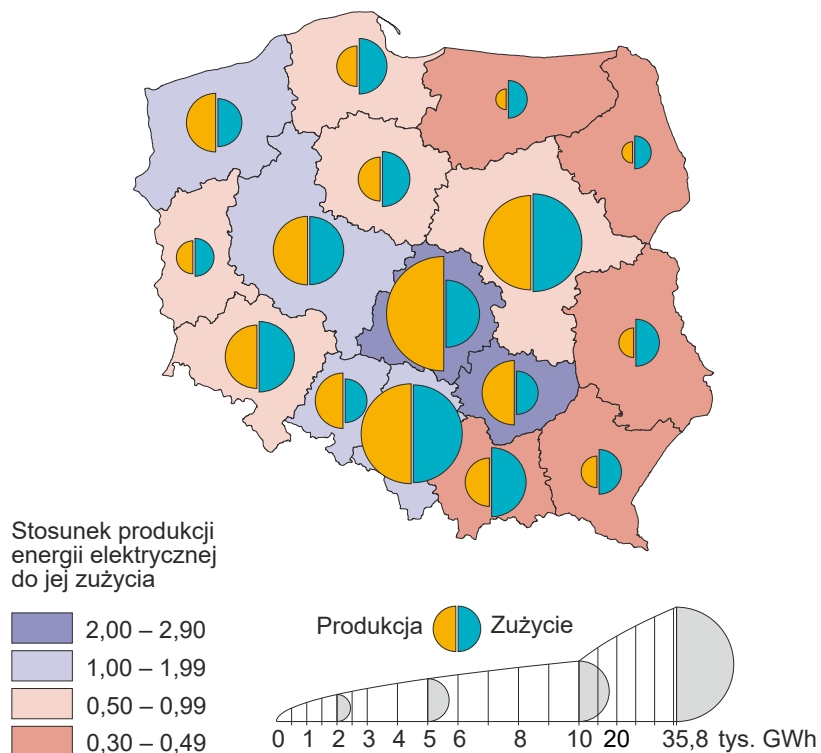 Stosunek produkcji
energii elektrycznej
do jej zużycia
2,00 – 2,90
1,00 – 1,99
0,50 – 0,99
0,30 – 0,49
Produkcja Zużycie
0 1 2 3 4 5 6 8 10 20 35,8 tys. GWh